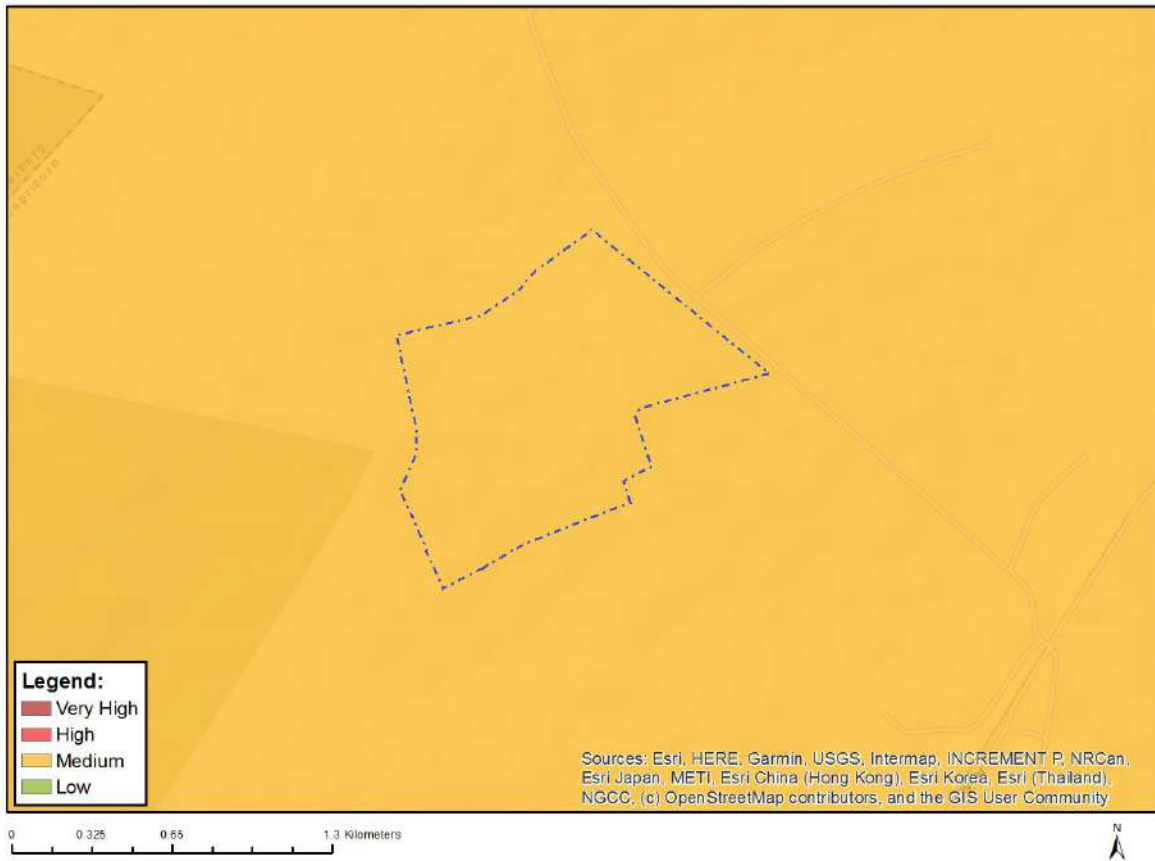 Capricorn
Legend:
Very High
High
Medium
Low
Sources: Esri, HERE, Garmin, USGS, Intermap, INCREMENT P, NRCan,
Esri Japan, METI, Esri China (Hong Kong), Esri Korea, Esri (Thailand),
NGCC, (c) OpenStreetMap contributors, and the GIS User Community
0 0.325 0.65 1.3 Kilometers
N